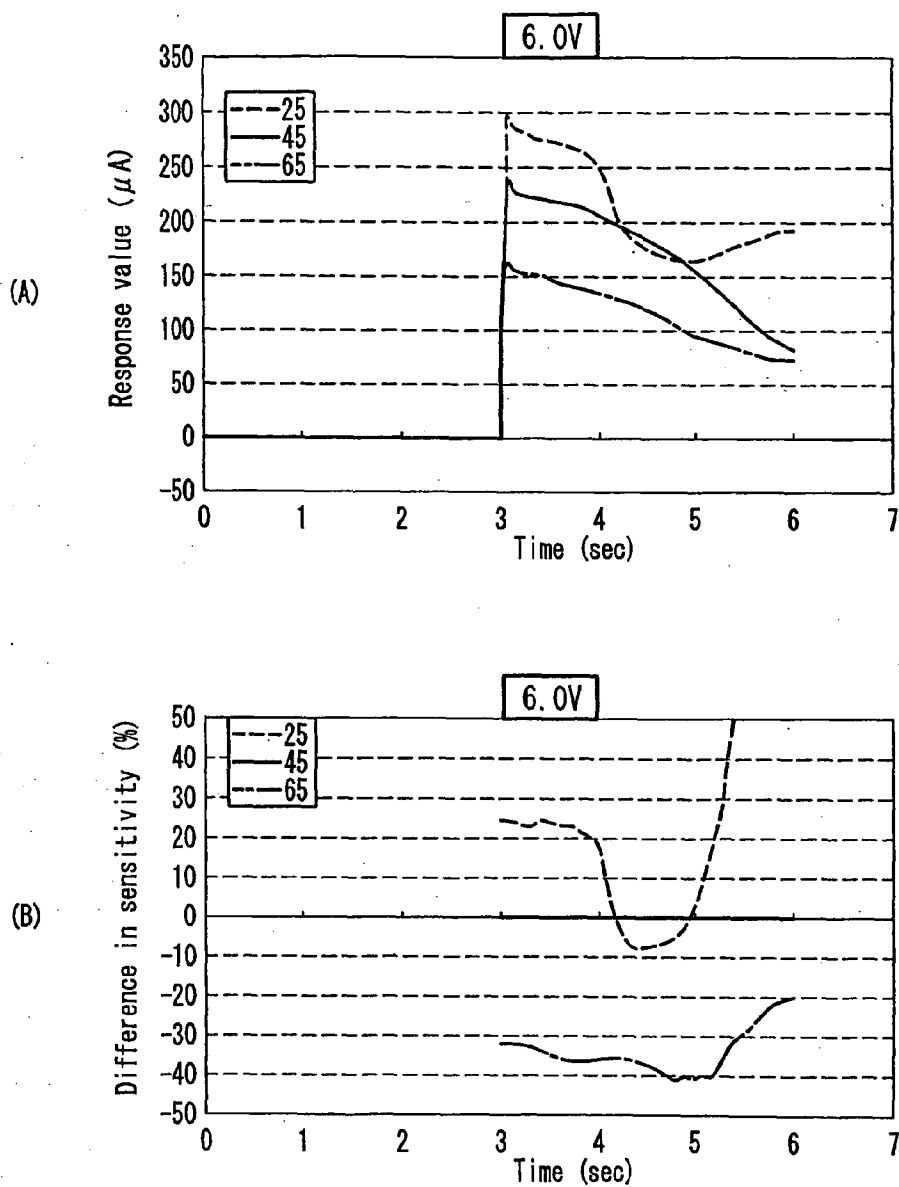 (A)
6.0V
Response value (μA)
350
300
250
200
150
100
50
0
-50
25
45
65
0 1 2 3 4 5 6 7
Time (sec)
(B)
6.0V
Difference in sensitivity (%)
50
40
30
20
10
0
-10
-20
-30
-40
-50
25
45
65
0 1 2 3 4 5 6 7
Time (sec)